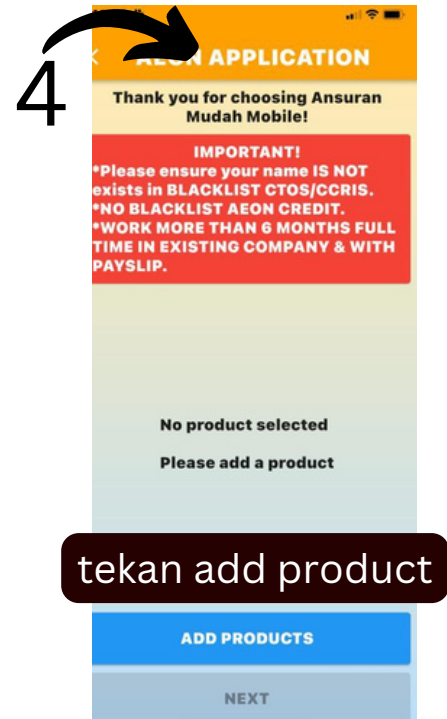 4
AEON APPLICATION
Thank you for choosing Ansuran
Mudah Mobile!
IMPORTANT!
*Please ensure your name IS NOT
exists in BLACKLIST CTOS/CCRIS.
*NO BLACKLIST AEON CREDIT.
*WORK MORE THAN 6 MONTHS FULL
TIME IN EXISTING COMPANY & WITH
PAYSLIP.
No product selected
Please add a product
tekan add product
ADD PRODUCTS
NEXT